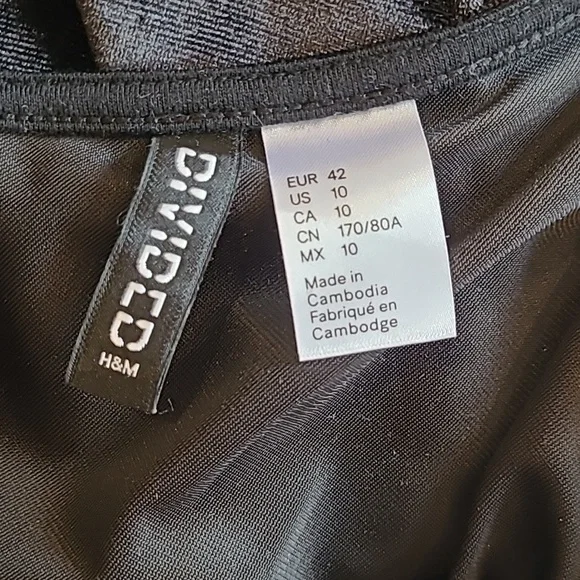 DIVIDED
H&M
EUR 42
US 10
CA 10
CN 170/80A
MX 10
Made in
Cambodia
Fabriqué en
Cambodge